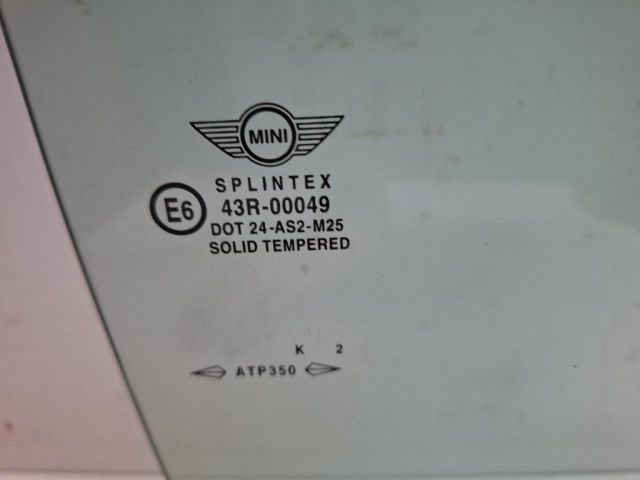 MINI
SPLINTEX
E6 43R-00049
DOT 24-AS2-M25
SOLID TEMPERED
K 2
ATP350